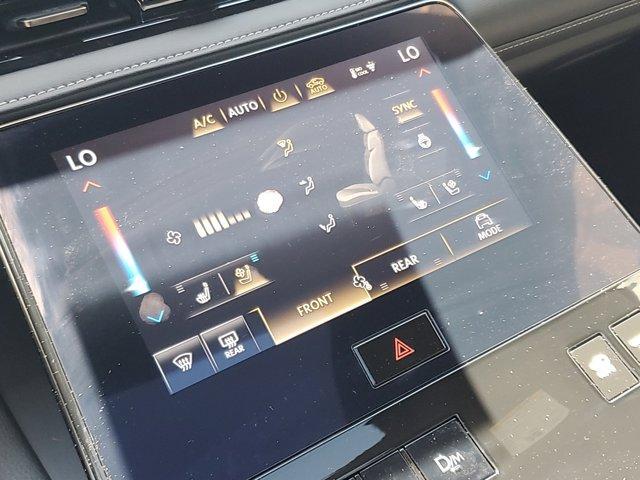 LO
A/C AUTO AUTO LO
SYNC
MODE
REAR
FRONT
REAR
D/M